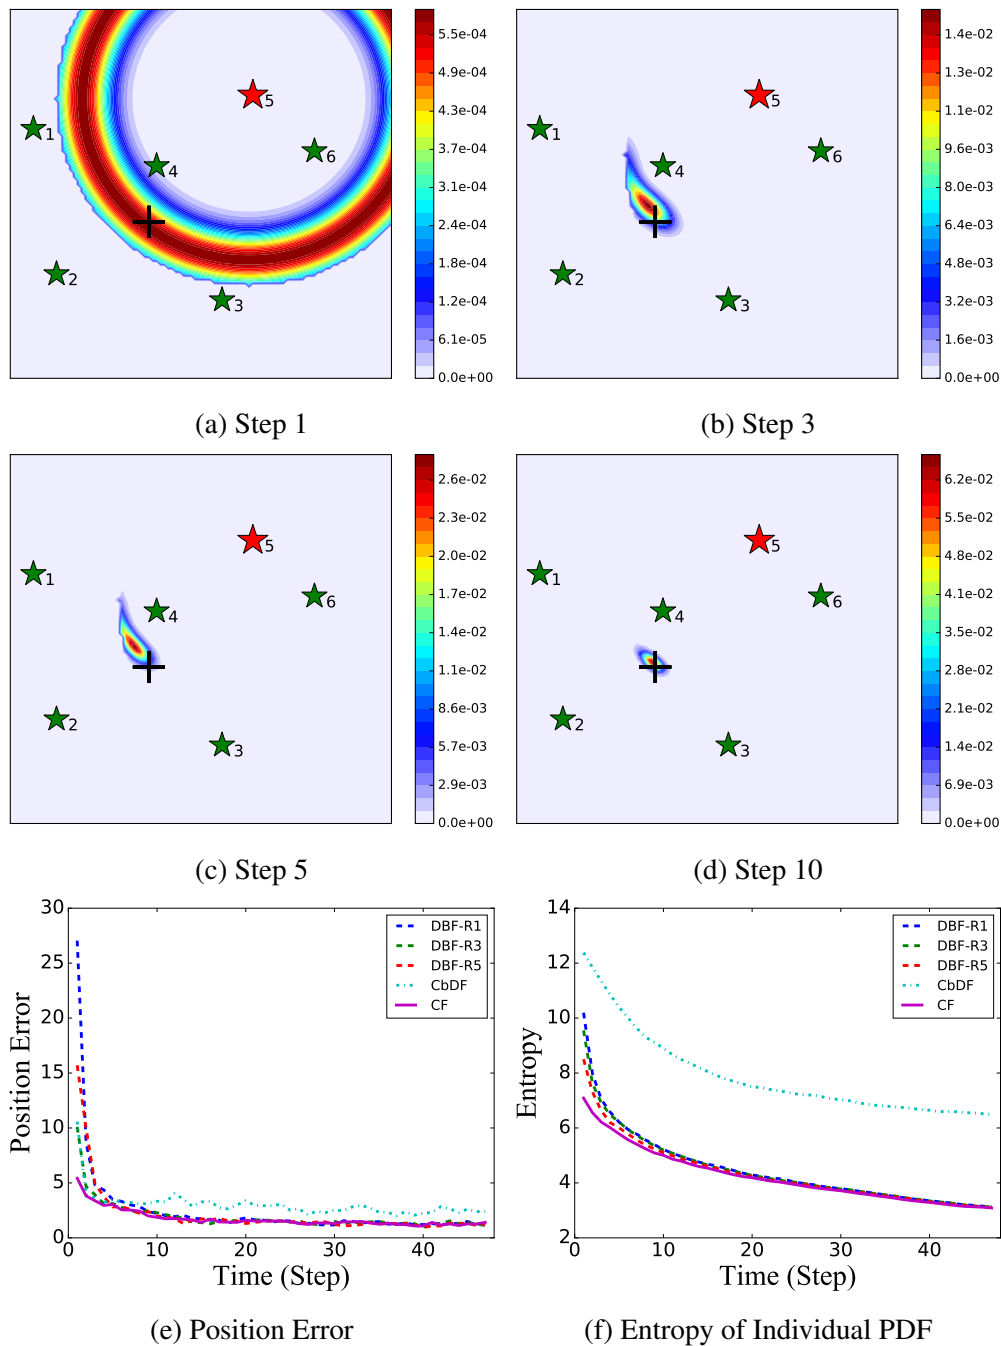 5.5e-04
4.9e-04
4.3e-04
3.7e-04
3.1e-04
2.4e-04
1.8e-04
1.2e-04
6.1e-05
0.0e+00
1
2
3
4
5
6
(a) Step 1
1.4e-02
1.3e-02
1.1e-02
9.6e-03
8.0e-03
6.4e-03
4.8e-03
3.2e-03
1.6e-03
0.0e+00
1
2
3
4
5
6
(b) Step 3
2.6e-02
2.3e-02
2.0e-02
1.7e-02
1.4e-02
1.1e-02
8.6e-03
5.7e-03
2.9e-03
0.0e+00
1
2
3
4
5
6
(c) Step 5
6.2e-02
5.5e-02
4.8e-02
4.1e-02
3.5e-02
2.8e-02
2.1e-02
1.4e-02
6.9e-03
0.0e+00
1
2
3
4
5
6
(d) Step 10
30
25
20
15
10
5
0
0 10 20 30 40
Position Error
Time (Step)
DBF-R1
DBF-R3
DBF-R5
CbDF
CF
(e) Position Error
14
12
10
8
6
4
2
0 10 20 30 40
Entropy
Time (Step)
DBF-R1
DBF-R3
DBF-R5
CbDF
CF
(f) Entropy of Individual PDF